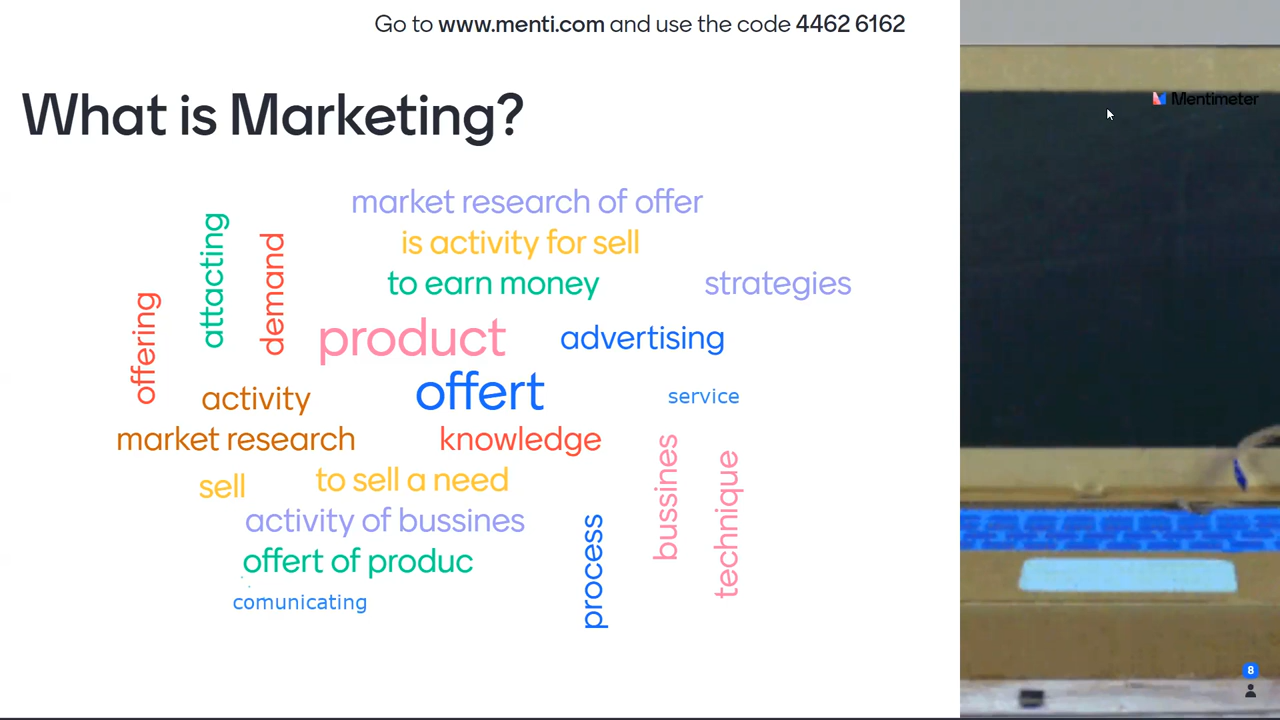 Go to www.menti.com and use the code 4462 6162
Mentimeter
What is Marketing?
market research of offer
attacting
demand
is activity for sell
to earn money
strategies
offering
product
advertising
offert
activity
service
market research
knowledge
bussines
technique
sell
to sell a need
activity of bussines
process
offert of produc
comunicating
8